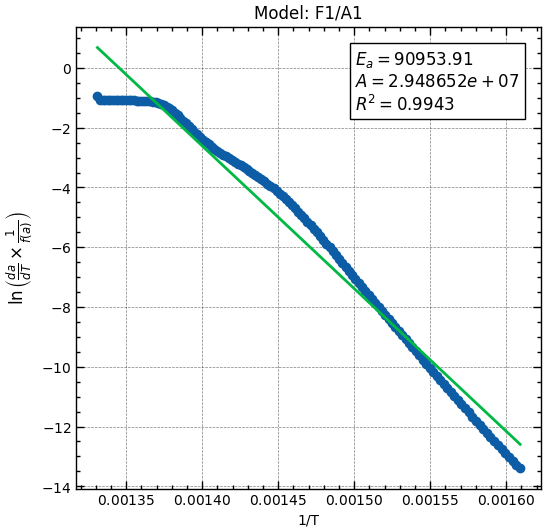 Model: F1/A1
E_a = 90953.91
A = 2.948652e + 07
R^2 = 0.9943
ln (da/dT × 1/f(a))
0
−2
−4
−6
−8
−10
−12
−14
0.00135 0.00140 0.00145 0.00150 0.00155 0.00160
1/T